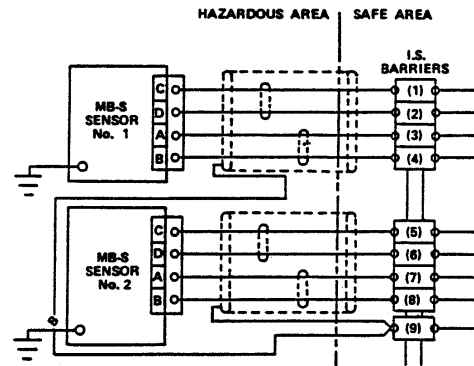 HAZARDOUS AREA SAFE AREA
I.S.
BARRIERS
MB-S
SENSOR
No. 1
C
D
A
B
(1)
(2)
(3)
(4)
MB-S
SENSOR
No. 2
C
D
A
B
(5)
(6)
(7)
(8)
(9)